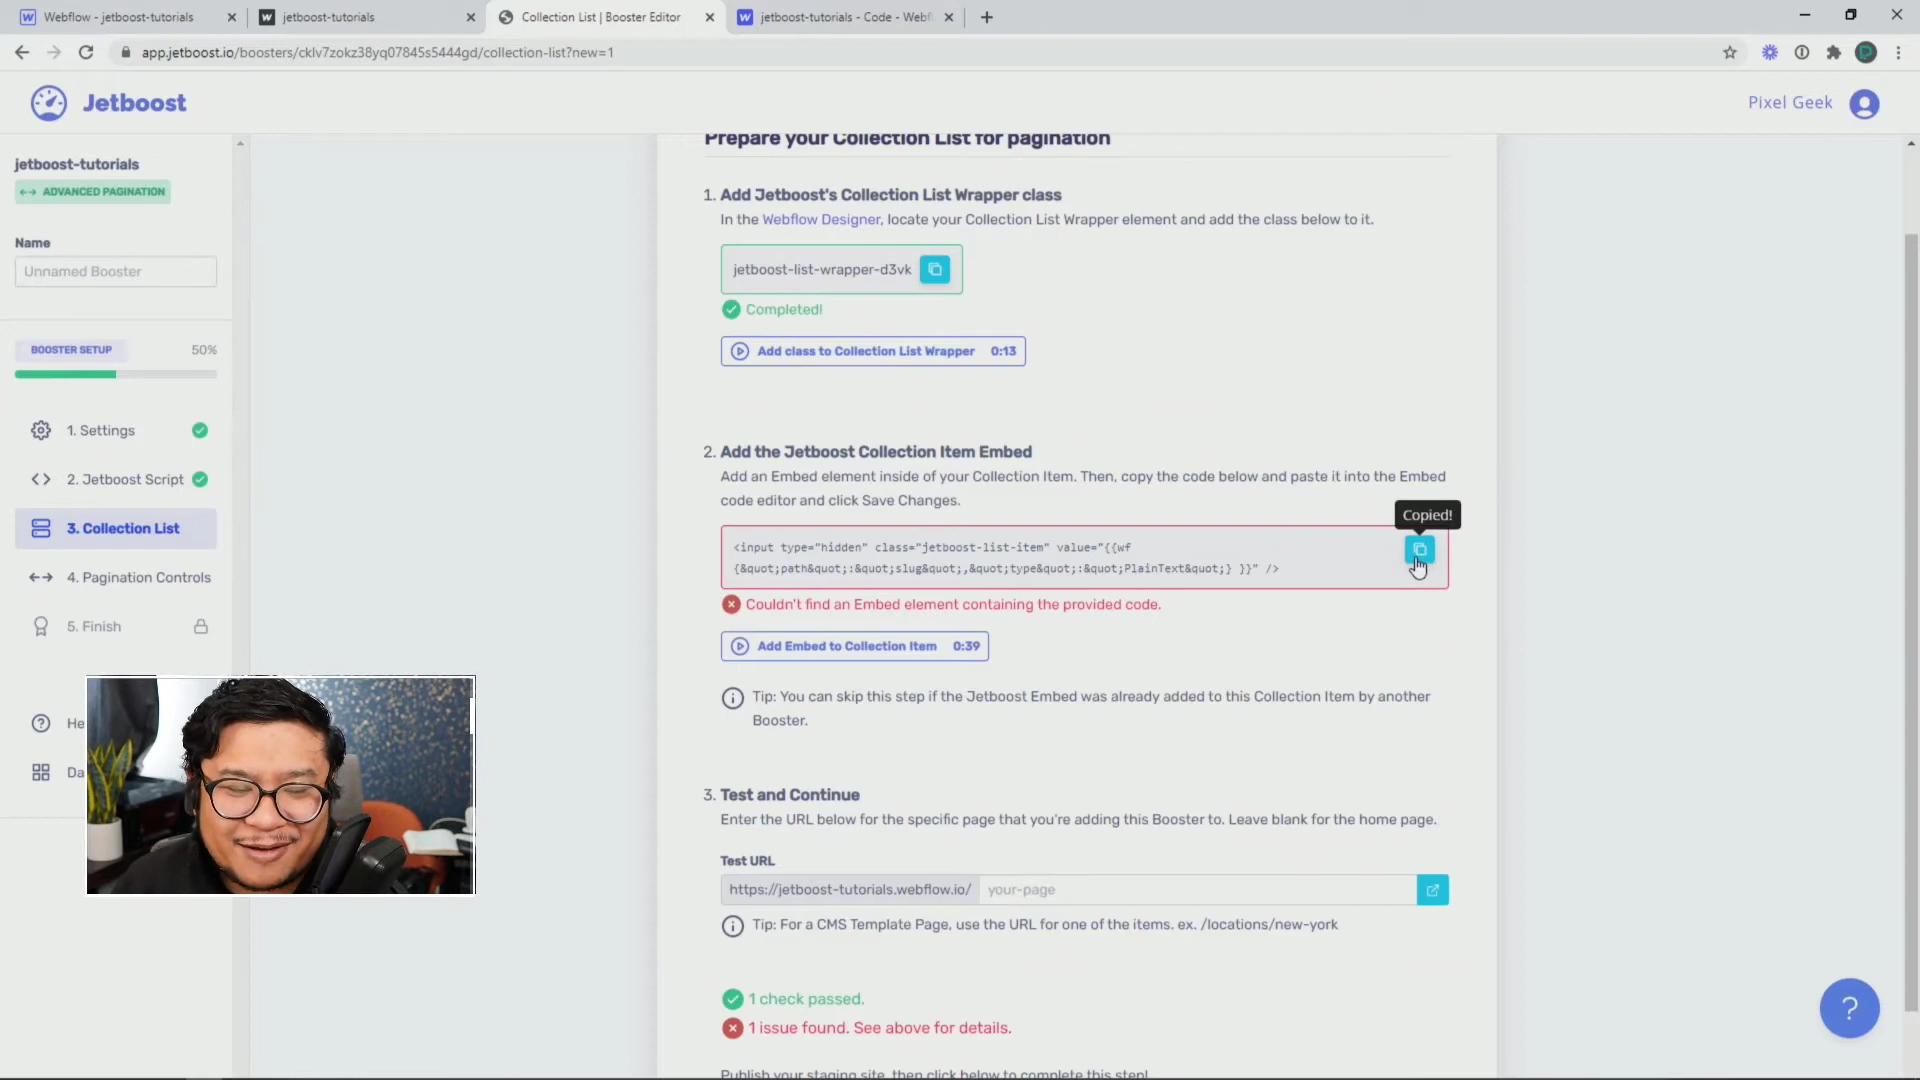 Webflow - jetboost-tutorials
jetboost-tutorials
Collection List | Booster Editor
jetboost-tutorials - Code - Webfl
app.jetboost.io/boosters/cklv7zokz38yq07845s5444gd/collection-list?new=1
Jetboost
Pixel Geek
jetboost-tutorials
ADVANCED PAGINATION
Name
Unnamed Booster
BOOSTER SETUP 50%
1. Settings
2. Jetboost Script
3. Collection List
4. Pagination Controls
5. Finish
He
Da
Prepare your Collection List for pagination
1. Add Jetboost's Collection List Wrapper class
In the Webflow Designer, locate your Collection List Wrapper element and add the class below to it.
jetboost-list-wrapper-d3vk
Completed!
Add class to Collection List Wrapper 0:13
2. Add the Jetboost Collection Item Embed
Add an Embed element inside of your Collection Item. Then, copy the code below and paste it into the Embed
code editor and click Save Changes.
Copied!
<input type="hidden" class="jetboost-list-item" value="{{wf
{&quot;path&quot;:&quot;slug&quot;,&quot;type&quot;:&quot;PlainText&quot;} }}" />
Couldn't find an Embed element containing the provided code.
Add Embed to Collection Item 0:39
Tip: You can skip this step if the Jetboost Embed was already added to this Collection Item by another
Booster.
3. Test and Continue
Enter the URL below for the specific page that you're adding this Booster to. Leave blank for the home page.
Test URL
https://jetboost-tutorials.webflow.io/ your-page
Tip: For a CMS Template Page, use the URL for one of the items. ex. /locations/new-york
1 check passed.
1 issue found. See above for details.
Publish your staging site, then click below to complete this step!
?